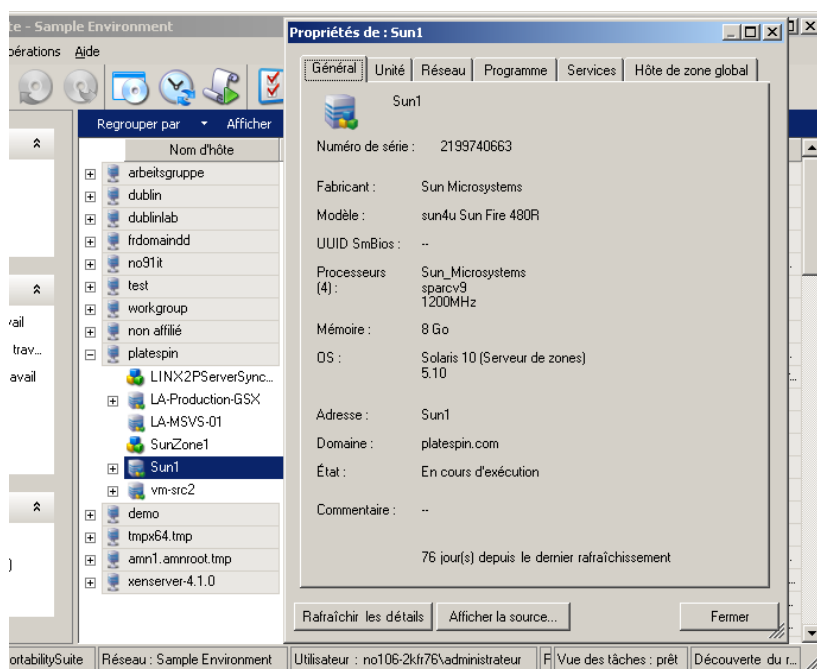 te - Sample Environment
Propriétés de : Sun1
pérations Aide
Général Unité Réseau Programme Services Hôte de zone global
Sun1
Regrouper par Afficher
Nom d'hôte
Numéro de série : 2199740663
arbeitsgruppe
dublin
Fabricant : Sun Microsystems
dublinlab
Modèle : sun4u Sun Fire 480R
frdomaindd
UUID SmBios : --
no91it
Processeurs (4) : Sun_Microsystems
sparcv9
1200MHz
test
workgroup
vail
non affilié
Mémoire : 8 Go
trav...
platespin
OS : Solaris 10 (Serveur de zones)
5.10
avail
LINX2PServerSync...
LA-Production-GSX
LA-MSVS-01
Adresse : Sun1
SunZone1
Domaine : platespin.com
Sun1
État : En cours d'exécution
vm-src2
demo
Commentaire : --
tmpx64.tmp
amn1.amnroot.tmp
76 jour(s) depuis le dernier rafraîchissement
xenserver-4.1.0
Rafraîchir les détails Afficher la source... Fermer
ortabilitySuite Réseau : Sample Environment Utilisateur : no106-2kfr76\administrateur F Vue des tâches : prêt Découverte du r...